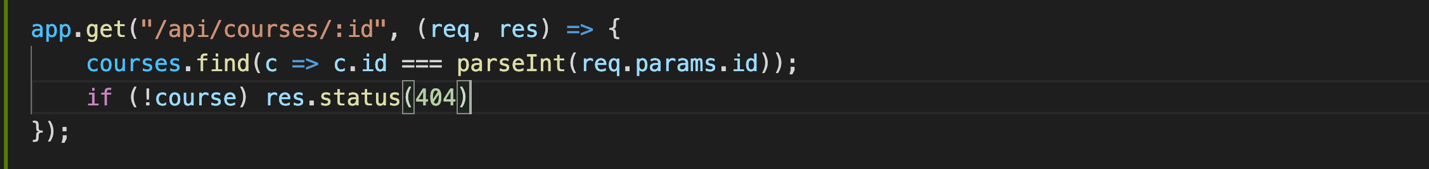 app.get("/api/courses/:id", (req, res) => {
    courses.find(c => c.id === parseInt(req.params.id));
    if (!course) res.status(404)
});